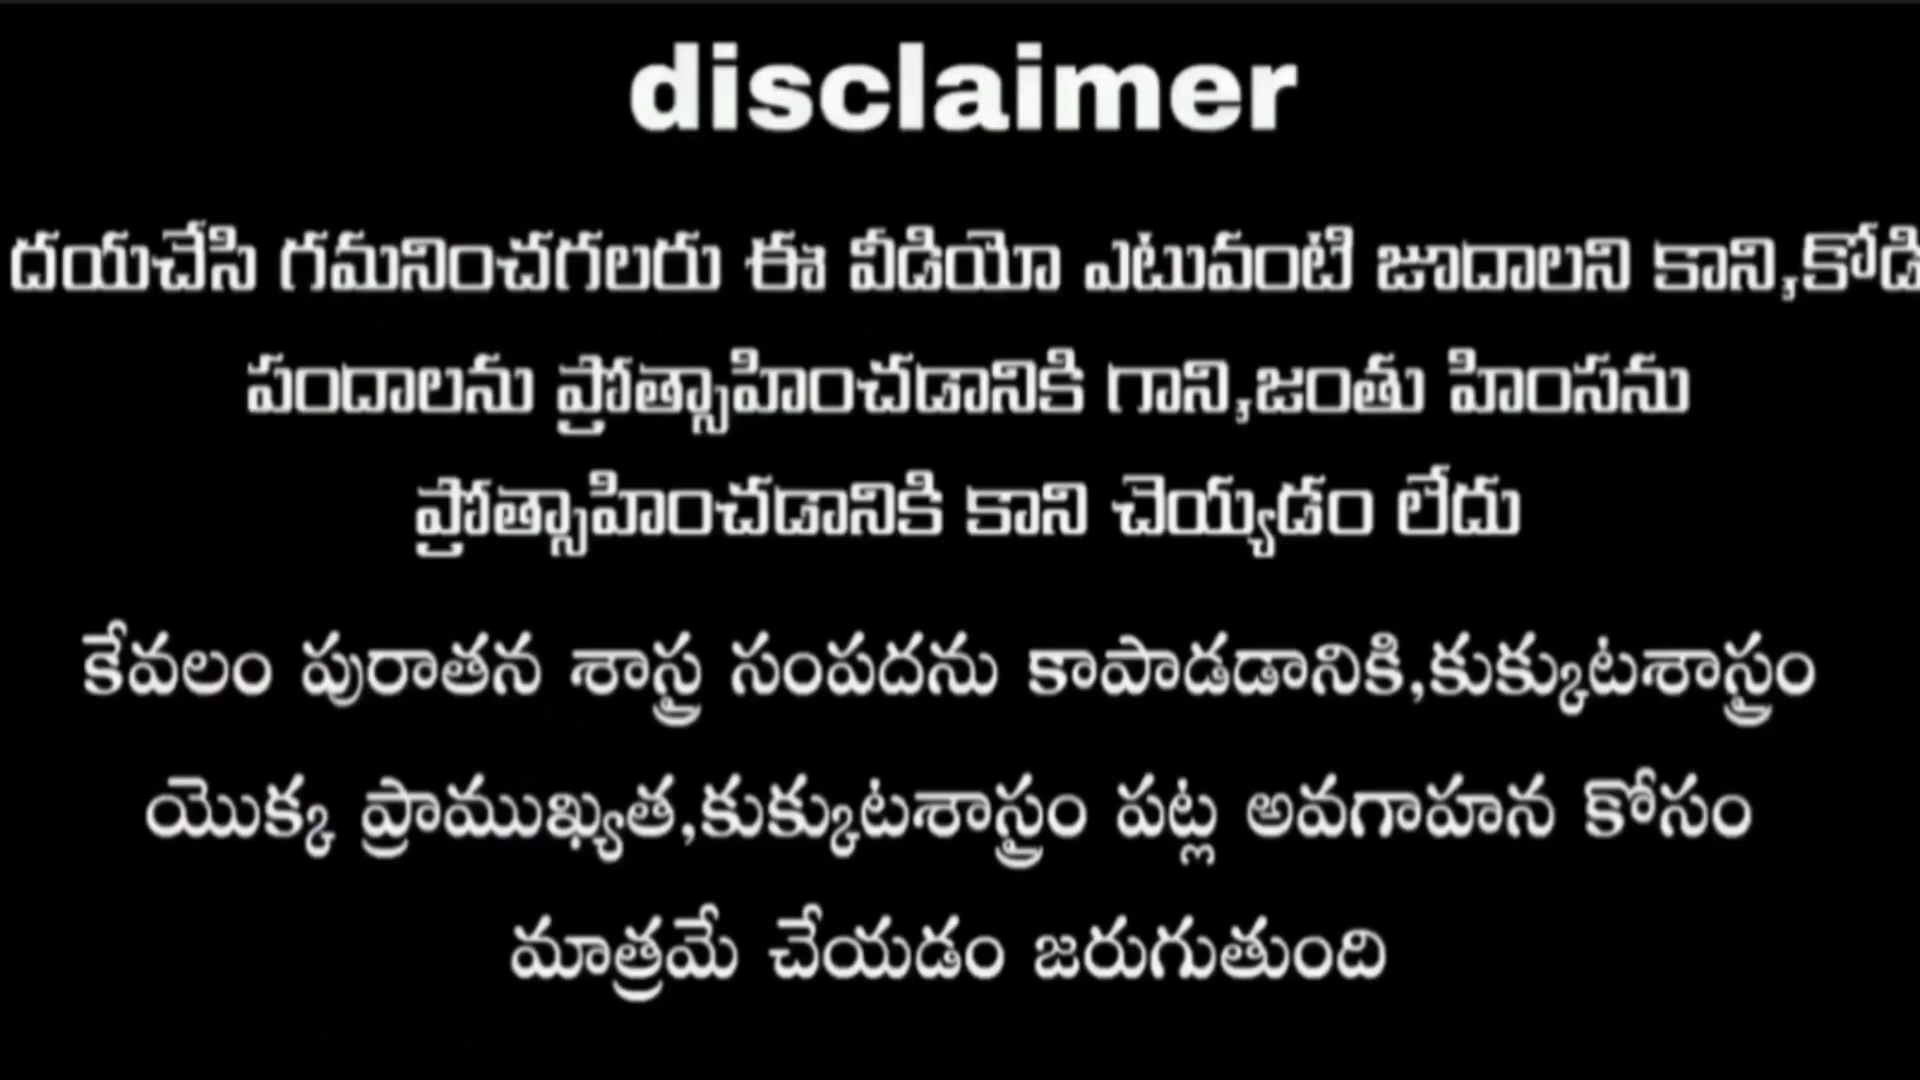 disclaimer
దయచేసి గమనించగలరు ఈ వీడియో ఎటువంటి జూదాలని కాని,కోడి
పందాలను ప్రోత్సాహించడానికి గాని,జంతు హింసను
ప్రోత్సాహించడానికి కాని చెయ్యడం లేదు
కేవలం పురాతన శాస్త్ర సంపదను కాపాడడానికి,కుక్కుటశాస్త్రం
యొక్క ప్రాముఖ్యత,కుక్కుటశాస్త్రం పట్ల అవగాహన కోసం
మాత్రమే చేయడం జరుగుతుంది